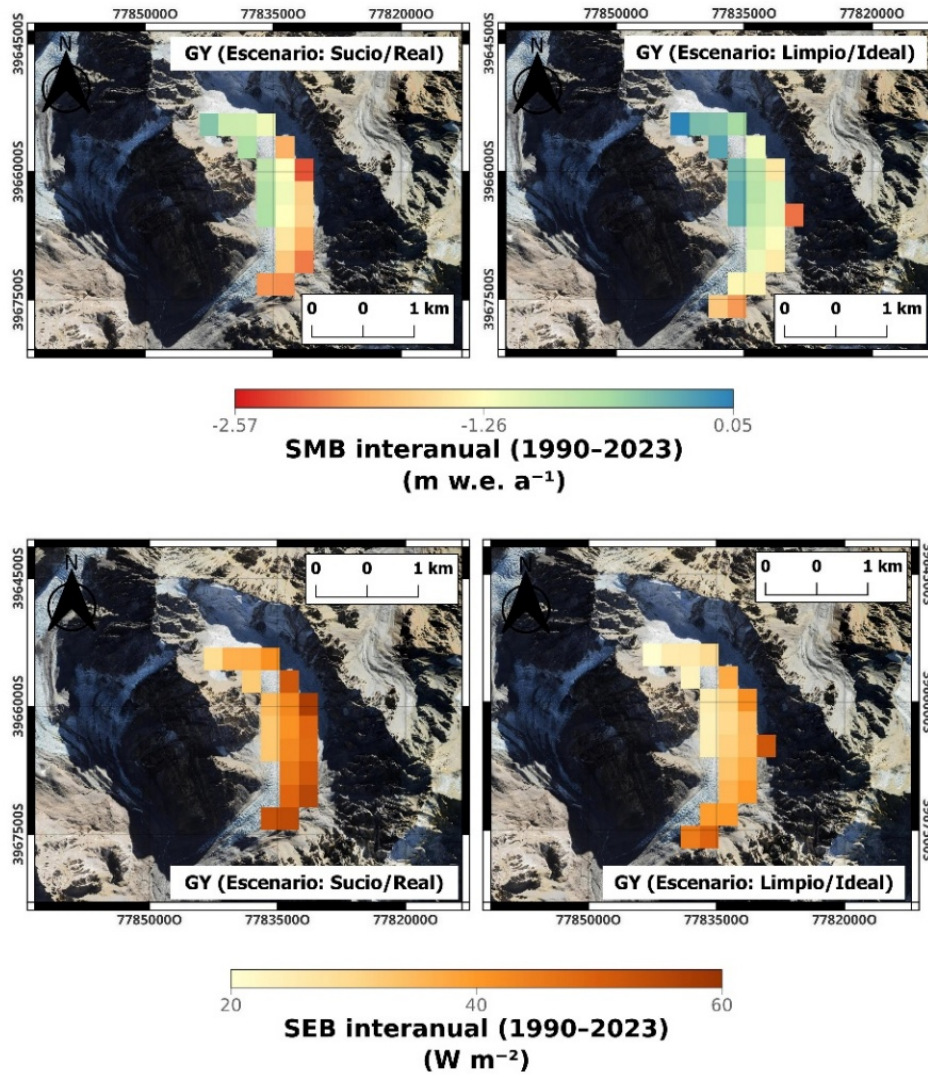 7785000O 7783500O 7782000O
7785000O 7783500O 7782000O
3964500S
3966000S
3967500S
N
GY (Escenario: Sucio/Real)
0 0 1 km
3964500S
3966000S
3967500S
N
GY (Escenario: Limpio/Ideal)
0 0 1 km
-2.57 -1.26 0.05
SMB interanual (1990–2023)
(m w.e. a⁻¹)
3964500S
3966000S
3967500S
N
0 0 1 km
GY (Escenario: Sucio/Real)
N
0 0 1 km
GY (Escenario: Limpio/Ideal)
3964500S
3966000S
3967500S
7785000O 7783500O 7782000O
7785000O 7783500O 7782000O
20 40 60
SEB interanual (1990–2023)
(W m⁻²)